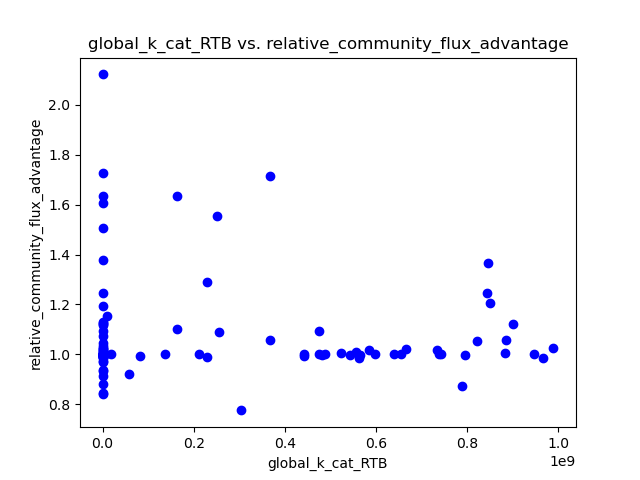 global_k_cat_RTB vs. relative_community_flux_advantage
relative_community_flux_advantage
2.0
1.8
1.6
1.4
1.2
1.0
0.8
0.0 0.2 0.4 0.6 0.8 1.0
1e9
global_k_cat_RTB